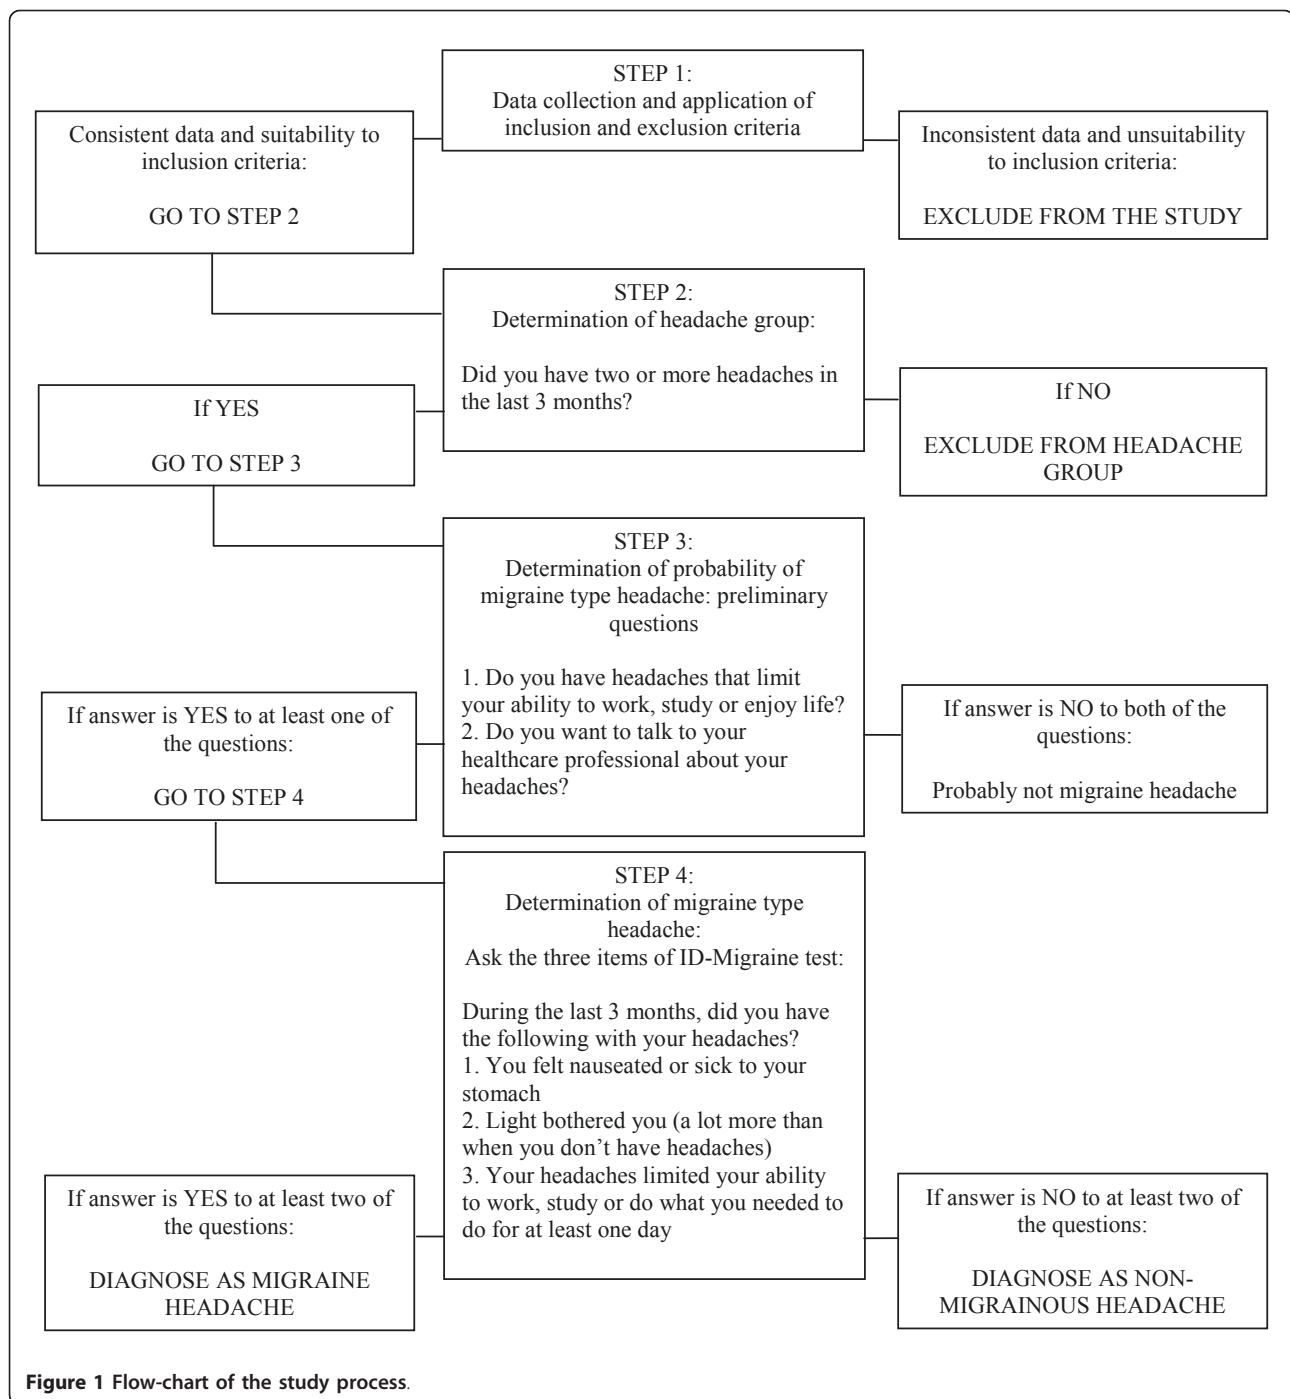 STEP 1:
Data collection and application of
inclusion and exclusion criteria
Consistent data and suitability to
inclusion criteria:
GO TO STEP 2
Inconsistent data and unsuitability
to inclusion criteria:
EXCLUDE FROM THE STUDY
STEP 2:
Determination of headache group:
Did you have two or more headaches in
the last 3 months?
If YES
GO TO STEP 3
If NO
EXCLUDE FROM HEADACHE
GROUP
STEP 3:
Determination of probability of
migraine type headache: preliminary
questions
1. Do you have headaches that limit
your ability to work, study or enjoy life?
2. Do you want to talk to your
healthcare professional about your
headaches?
If answer is YES to at least one of
the questions:
GO TO STEP 4
If answer is NO to both of the
questions:
Probably not migraine headache
STEP 4:
Determination of migraine type
headache:
Ask the three items of ID-Migraine test:
During the last 3 months, did you have
the following with your headaches?
1. You felt nauseated or sick to your
stomach
2. Light bothered you (a lot more than
when you don’t have headaches)
3. Your headaches limited your ability
to work, study or do what you needed to
do for at least one day
If answer is YES to at least two of
the questions:
DIAGNOSE AS MIGRAINE
HEADACHE
If answer is NO to at least two of
the questions:
DIAGNOSE AS NON-
MIGRAINOUS HEADACHE
Figure 1 Flow-chart of the study process.